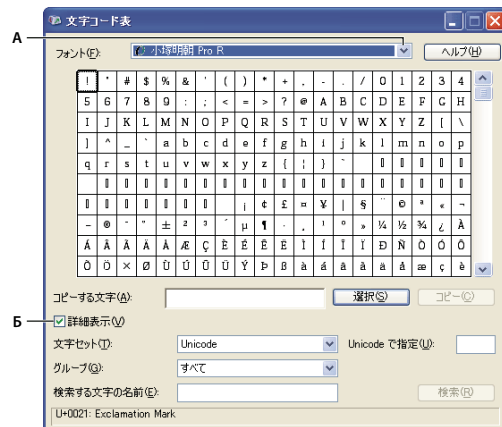 文字コード表
А
フォント(F): 小塚明朝 Pro R ヘルプ(H)
! " # $ % & ' ( ) * + , - . / 0 1 2 3 4
5 6 7 8 9 : ; < = > ? @ A B C D E F G H
I J K L M N O P Q R S T U V W X Y Z [ \
] ^ _ ` a b c d e f g h i j k l m n o p
q r s t u v w x y z { | } ~
¡ ¢ £ ¤ ¥ ¦ § ¨ © ª « ¬
- ® ¯ ° ± ² ³ ´ µ ¶ · ¸ ¹ º » ¼ ½ ¾ ¿ À
Á Â Ã Ä Å Æ Ç È É Ê Ë Ì Í Î Ï Ð Ñ Ò Ó Ô
Õ Ö × Ø Ù Ú Û Ü Ý Þ ß à á â ã ä å æ ç è
コピーする文字(A): 選択(S) コピー(C)
Б
詳細表示(V)
文字セット(T): Unicode Unicode で指定(U):
グループ(G): すべて
検索する文字の名前(E): 検索(R)
U+0021: Exclamation Mark